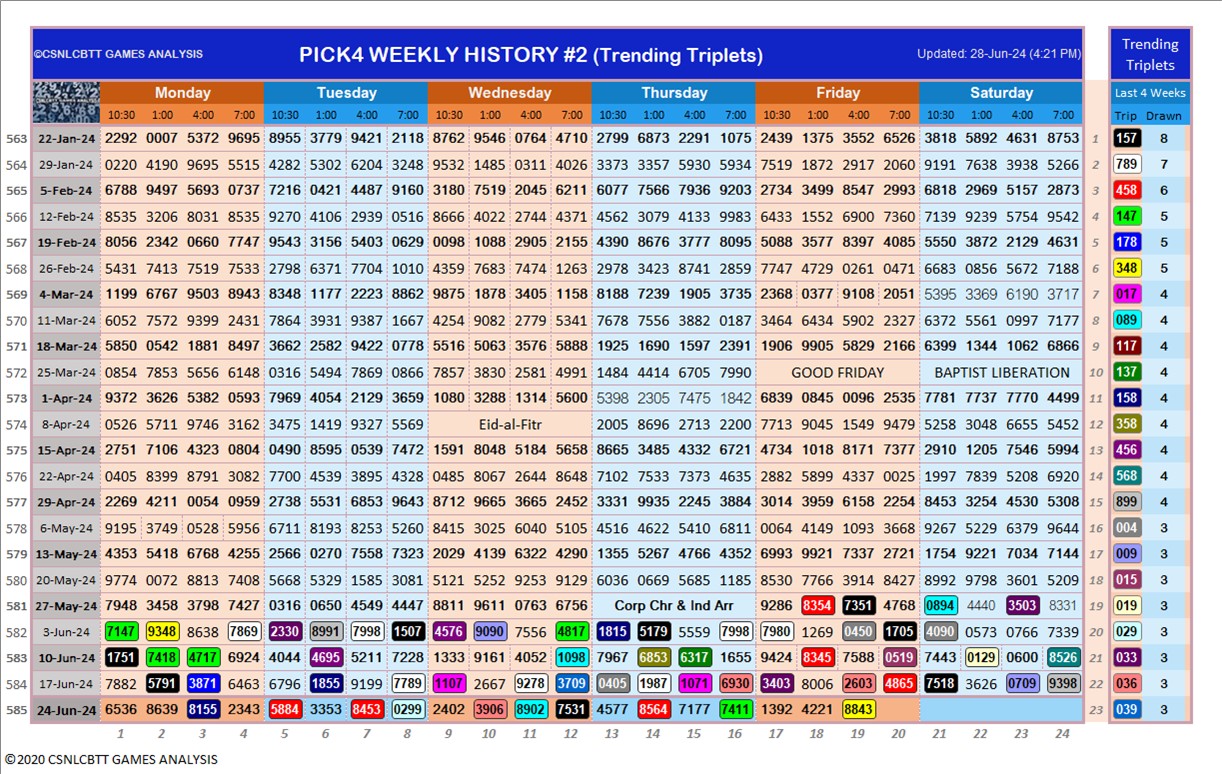 ©CSNLCBTT GAMES ANALYSIS PICK4 WEEKLY HISTORY #2 (Trending Triplets) Updated: 28-Jun-24 (4:21 PM) Trending Triplets
Monday Tuesday Wednesday Thursday Friday Saturday Last 4 Weeks
10:30 1:00 4:00 7:00 10:30 1:00 4:00 7:00 10:30 1:00 4:00 7:00 10:30 1:00 4:00 7:00 10:30 1:00 4:00 7:00 10:30 1:00 4:00 7:00 Trip Drawn
563 22-Jan-24 2292 0007 5372 9695 8955 3779 9421 2118 8762 9546 0764 4710 2799 6873 2291 1075 2439 1375 3552 6526 3818 5892 4631 8753 1 157 8
564 29-Jan-24 0220 4190 9695 5515 4282 5302 6204 3248 9532 1485 0311 4026 3373 3357 5930 5934 7519 1872 2917 2060 9191 7638 3938 5266 2 789 7
565 5-Feb-24 6788 9497 5693 0737 7216 0421 4487 9160 3180 7519 2045 6211 6077 7566 7936 9203 2734 3499 8547 2993 6818 2969 5157 2873 3 458 6
566 12-Feb-24 8535 3206 8031 8535 9270 4106 2939 0516 8666 4022 2744 4371 4562 3079 4133 9983 6433 1552 6900 7360 7139 9239 5754 9542 4 147 5
567 19-Feb-24 8056 2342 0660 7747 9543 3156 5403 0629 0098 1088 2905 2155 4390 8676 7148 8095 5088 3577 8397 4085 5550 3872 2129 4631 5 178 5
568 26-Feb-24 5431 7413 7519 7533 2798 6371 7704 1010 4359 7683 7474 1263 2978 3423 8741 2859 7747 4729 0261 0471 6683 0856 5672 7188 6 348 5
569 4-Mar-24 1199 6767 9503 8943 8348 1177 2223 8862 9875 1878 3405 1158 8188 7239 1905 3735 2368 0377 9108 2051 5395 3369 6190 3717 7 017 4
570 11-Mar-24 6052 7572 9399 2431 7864 3931 9387 1667 4254 9082 2779 5341 7678 7556 3882 0187 3464 6434 5902 2327 6372 5561 0997 7177 8 089 4
571 18-Mar-24 5850 0542 1881 8497 3662 2582 9422 0778 9516 5063 3576 5888 1925 1690 1597 2391 1906 9905 5829 2166 6399 1344 1062 6866 9 117 4
572 25-Mar-24 0854 7853 5656 6148 0316 5494 7869 0866 7857 3830 2581 4991 1484 4414 6705 7990 GOOD FRIDAY BAPTIST LIBERATION 10 137 4
573 1-Apr-24 9372 3626 5382 0593 7969 4054 2129 3659 1080 3288 1314 5600 5398 2305 7475 1842 6839 0845 0096 2535 7781 7737 7770 4499 11 158 4
574 8-Apr-24 0526 5711 9746 3162 3475 1419 9327 5569 Eid-al-Fitr 2005 8696 2713 2200 7713 9045 1549 9479 5258 3048 6655 5452 12 358 4
575 15-Apr-24 2751 7106 4323 0804 0490 8595 0539 7472 1591 8048 5184 5658 8665 3485 4332 6721 4734 1018 8171 7377 2910 1205 7546 5994 13 456 4
576 22-Apr-24 0405 8399 8791 3082 7700 4539 3895 4328 0485 8067 2644 8648 7102 7533 7373 4635 2882 5899 4337 0025 1997 7839 5208 6920 14 568 4
577 29-Apr-24 2269 4211 0054 0959 2738 5531 6853 9643 9712 9665 3665 2452 3331 9935 2245 3884 3014 3959 6158 2254 8453 3254 4530 5308 15 899 4
578 6-May-24 9195 3749 0528 5956 6711 8193 8253 5260 8415 3025 6040 5105 4516 4622 5410 6811 0064 4149 1093 3668 9267 5229 6379 9644 16 004 3
579 13-May-24 4353 5418 6768 4255 2566 0270 7558 7323 2029 4139 6322 4290 1355 5267 4766 4352 6993 9921 7337 2721 1754 9221 7034 7144 17 009 3
580 20-May-24 9774 0072 8813 7408 5668 5329 1585 3081 5121 5252 9253 9129 6036 0669 5685 1185 8530 7766 3914 8427 8992 9798 3601 5209 18 015 3
581 27-May-24 7948 3458 3798 7427 0316 0650 4549 4447 8811 9611 0763 6756 Corp Chr & Ind Arr 9286 8354 7351 4768 0894 4440 3503 8331 19 019 3
582 3-Jun-24 7147 9348 8638 7869 2330 8991 7998 1507 4576 9090 7556 4817 1815 5179 5559 7998 7980 1269 0450 1705 4090 0573 0766 7339 20 029 3
583 10-Jun-24 1751 7418 4717 6924 4044 4695 5211 7228 1333 9161 4052 1098 7967 6853 6317 1655 9424 8345 7588 0519 7443 0129 0600 8526 21 033 3
584 17-Jun-24 7882 5791 3871 6463 6796 1855 9199 7789 1107 2667 9278 3709 0405 1987 1071 6930 3403 8006 2603 4865 7518 3626 0709 9398 22 036 3
585 24-Jun-24 6536 8639 8155 2343 5884 3353 8453 0299 2402 3906 8902 7531 4577 8564 7177 7411 1392 4221 8843 23 039 3
1 2 3 4 5 6 7 8 9 10 11 12 13 14 15 16 17 18 19 20 21 22 23 24
©2020 CSNLCBTT GAMES ANALYSIS